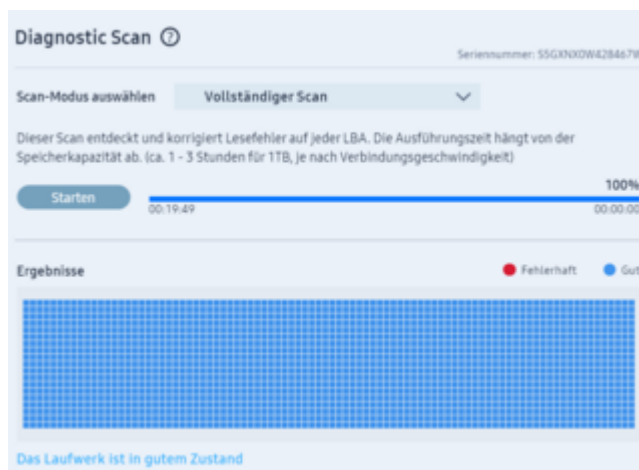 Diagnostic Scan ?
Seriennummer: S5GXNX0W428467W
Scan-Modus auswählen Vollständiger Scan
Dieser Scan entdeckt und korrigiert Lesefehler auf jeder LBA. Die Ausführungszeit hängt von der
Speicherkapazität ab. (ca. 1 - 3 Stunden für 1TB, je nach Verbindungsgeschwindigkeit)
100%
Starten
00:19:49 00:00:00
Ergebnisse Fehlerhaft Gut
Das Laufwerk ist in gutem Zustand